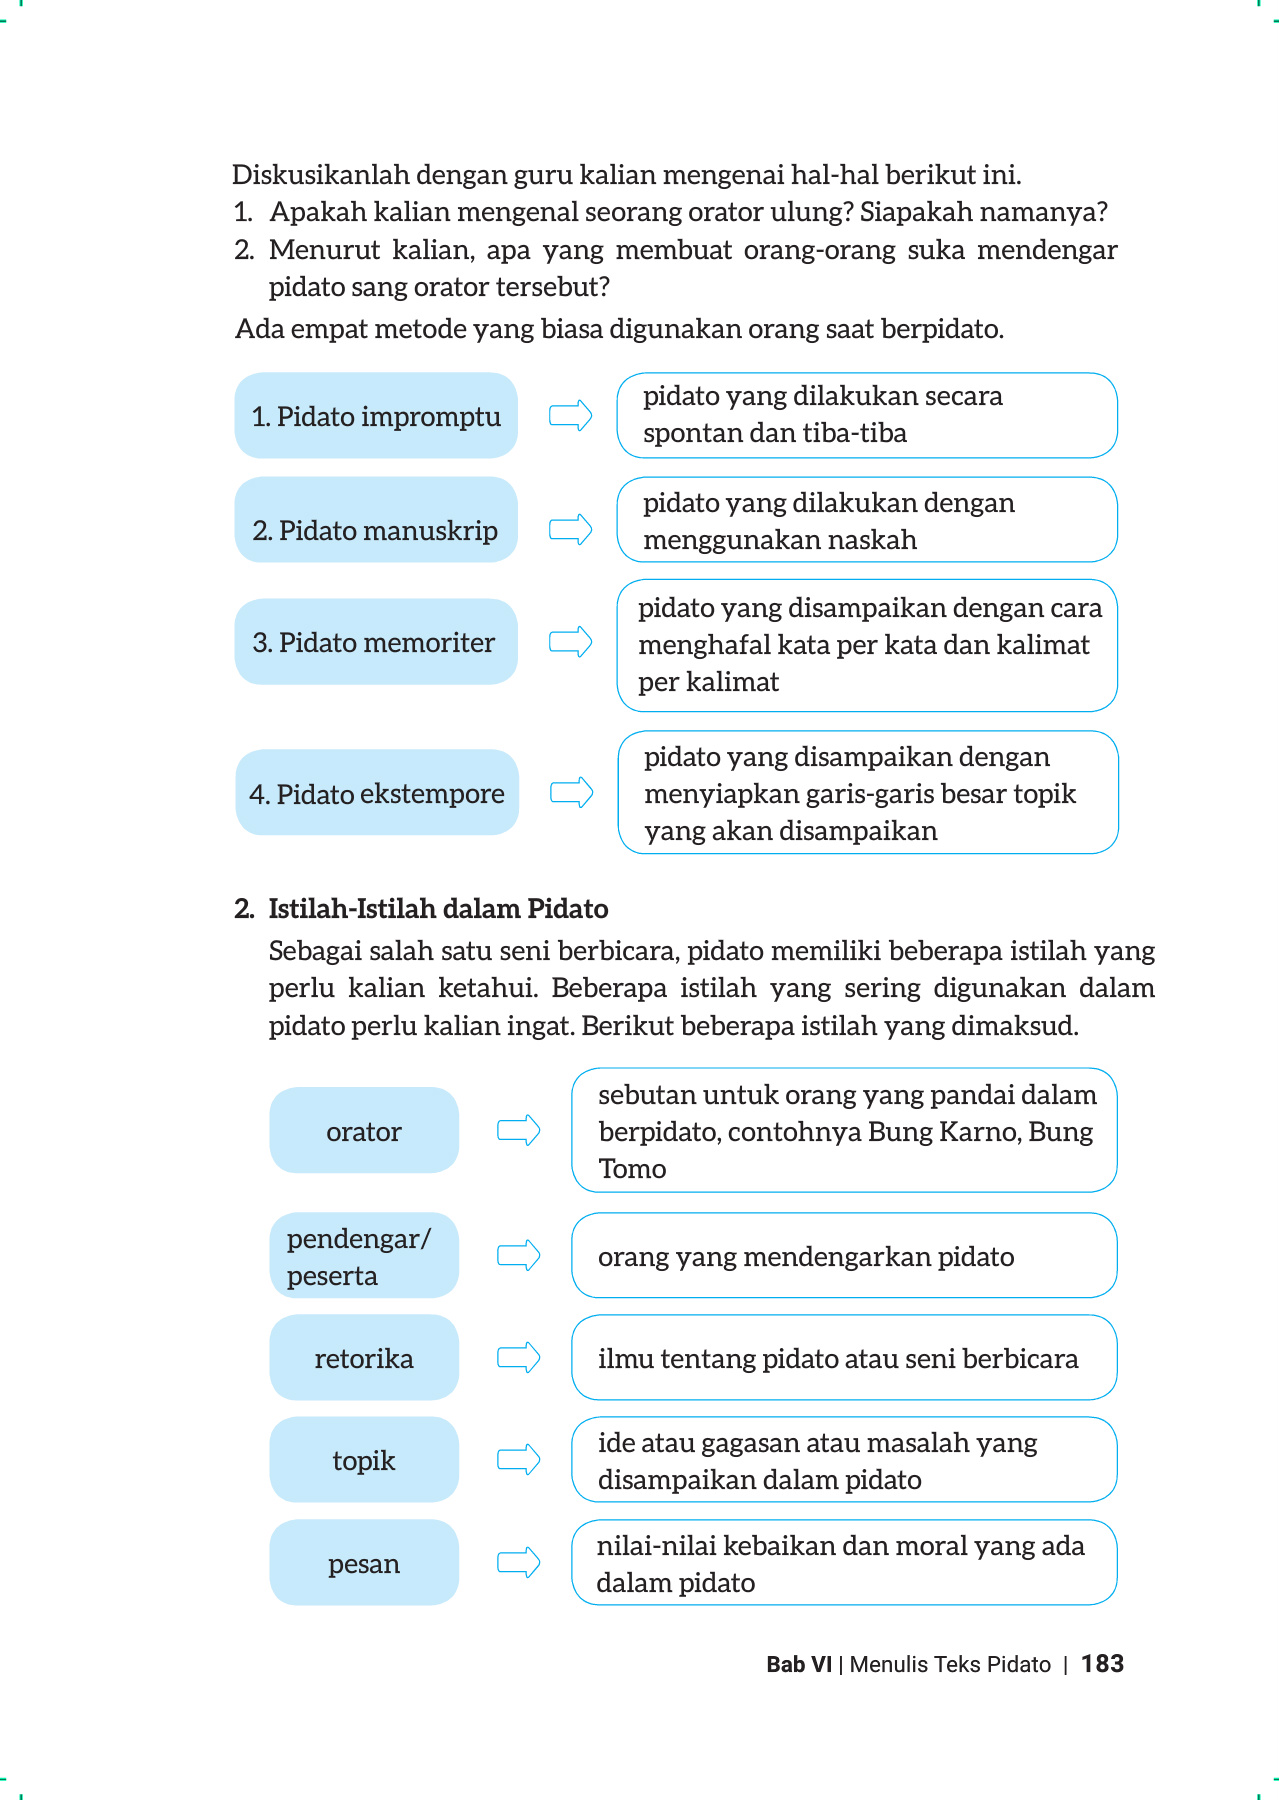 Diskusikanlah dengan guru kalian mengenai hal-hal berikut ini.
1. Apakah kalian mengenal seorang orator ulung? Siapakah namanya?
2. Menurut kalian, apa yang membuat orang-orang suka mendengar
pidato sang orator tersebut?
Ada empat metode yang biasa digunakan orang saat berpidato.
1. Pidato impromptu
pidato yang dilakukan secara
spontan dan tiba-tiba
2. Pidato manuskrip
pidato yang dilakukan dengan
menggunakan naskah
3. Pidato memoriter
pidato yang disampaikan dengan cara
menghafal kata per kata dan kalimat
per kalimat
4. Pidato ekstempore
pidato yang disampaikan dengan
menyiapkan garis-garis besar topik
yang akan disampaikan
2. Istilah-Istilah dalam Pidato
Sebagai salah satu seni berbicara, pidato memiliki beberapa istilah yang
perlu kalian ketahui. Beberapa istilah yang sering digunakan dalam
pidato perlu kalian ingat. Berikut beberapa istilah yang dimaksud.
orator
sebutan untuk orang yang pandai dalam
berpidato, contohnya Bung Karno, Bung
Tomo
pendengar/
peserta
orang yang mendengarkan pidato
retorika
ilmu tentang pidato atau seni berbicara
topik
ide atau gagasan atau masalah yang
disampaikan dalam pidato
pesan
nilai-nilai kebaikan dan moral yang ada
dalam pidato
Bab VI | Menulis Teks Pidato | 183